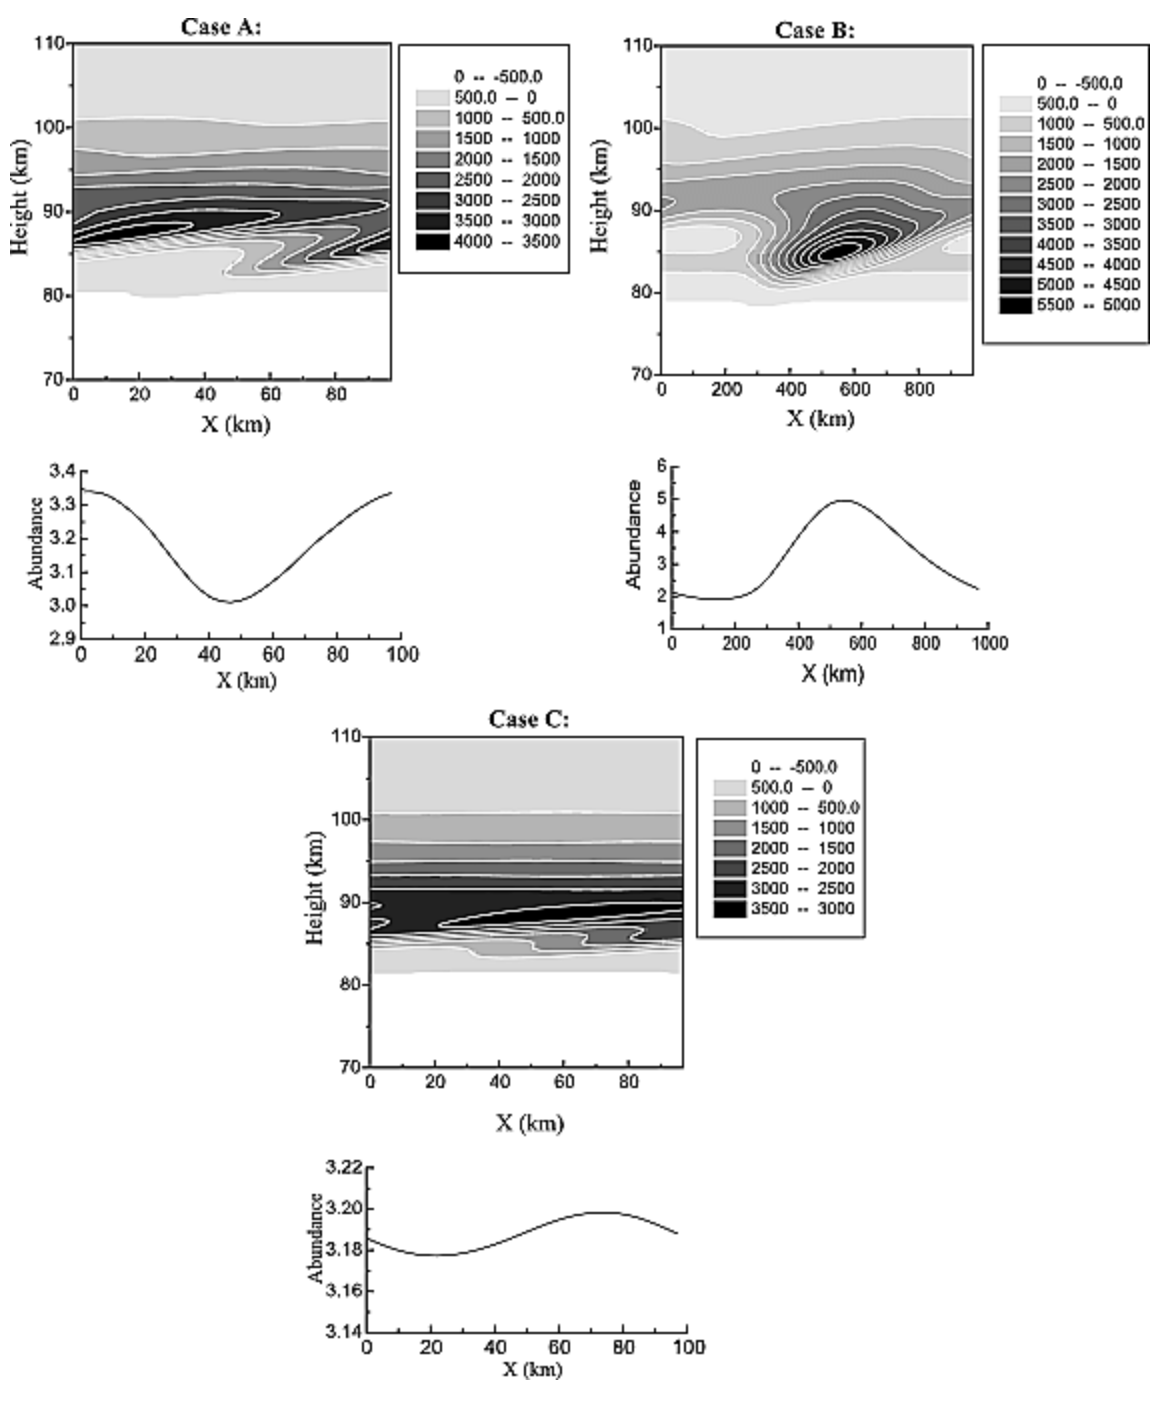 Case A:
110
100
90
80
70
Height (km)
0 20 40 60 80
X (km)
0 -- -500.0
500.0 -- 0
1000 -- 500.0
1500 -- 1000
2000 -- 1500
2500 -- 2000
3000 -- 2500
3500 -- 3000
4000 -- 3500
Case B:
110
100
90
80
70
Height (km)
0 200 400 600 800
X (km)
0 -- -500.0
500.0 -- 0
1000 -- 500.0
1500 -- 1000
2000 -- 1500
2500 -- 2000
3000 -- 2500
3500 -- 3000
4000 -- 3500
4500 -- 4000
5000 -- 4500
5500 -- 5000
3.4
3.3
3.2
3.1
3.0
2.9
Abundance
0 20 40 60 80 100
X (km)
6
5
4
3
2
1
Abundance
0 200 400 600 800 1000
X (km)
Case C:
110
100
90
80
70
Height (km)
0 20 40 60 80
X (km)
0 -- -500.0
500.0 -- 0
1000 -- 500.0
1500 -- 1000
2000 -- 1500
2500 -- 2000
3000 -- 2500
3500 -- 3000
3.22
3.20
3.18
3.16
3.14
Abundance
0 20 40 60 80 100
X (km)